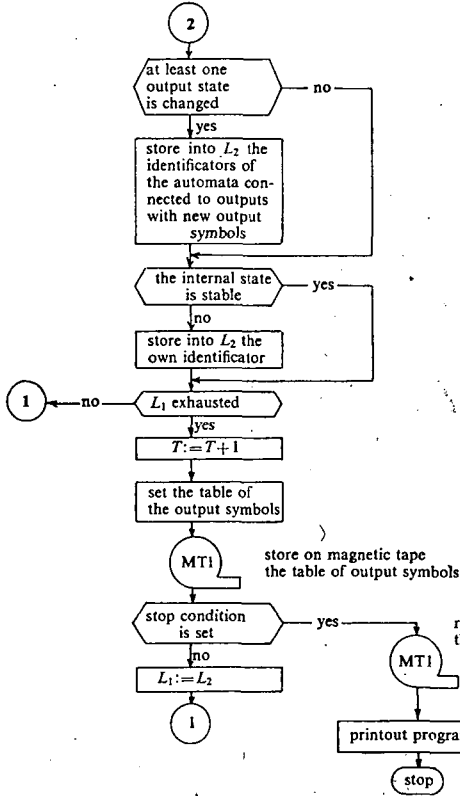 2
at least one
output state
is changed
no
yes
store into L₂ the
identificators of
the automata con-
nected to outputs
with new output
symbols
the internal state
is stable
yes
no
store into L₂ the
own identificator
1
no
L₁ exhausted
yes
T:=T+1
set the table of
the output symbols
MT1
store on magnetic tape
the table of output symbols
stop condition
is set
yes
no
MT1
L₁:=L₂
1
printout progra
stop